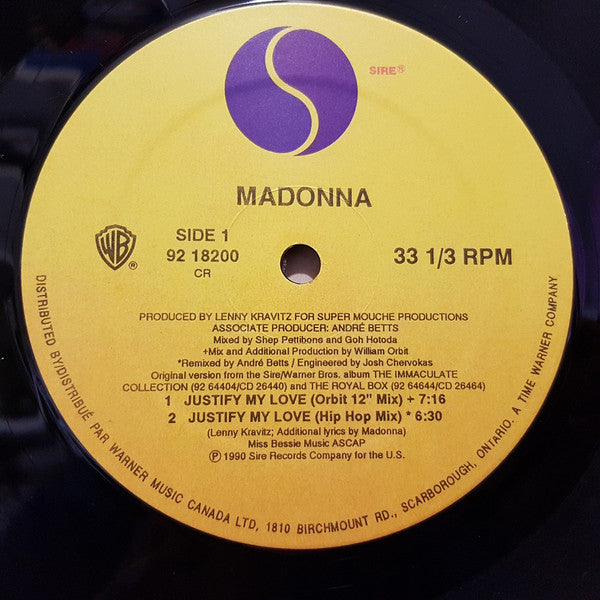 SIRE®
MADONNA
WB®
SIDE 1
92 18200
CR
33 1/3 RPM
PRODUCED BY LENNY KRAVITZ FOR SUPER MOUCHE PRODUCTIONS
ASSOCIATE PRODUCER: ANDRÉ BETTS
Mixed by Shep Pettibone and Goh Hotoda
+Mix and Additional Production by William Orbit
*Remixed by André Betts / Engineered by Josh Chervokas
Original version from the Sire/Warner Bros. album THE IMMACULATE
COLLECTION (92 64404/CD 26440) and THE ROYAL BOX (92 64644/CD 26464)
1 JUSTIFY MY LOVE (Orbit 12" Mix) + 7:16
2 JUSTIFY MY LOVE (Hip Hop Mix) * 6:30
(Lenny Kravitz; Additional lyrics by Madonna)
Miss Bessie Music ASCAP
℗ 1990 Sire Records Company for the U.S.
DISTRIBUTED BY/DISTRIBUÉ PAR WARNER MUSIC CANADA LTD, 1810 BIRCHMOUNT RD., SCARBOROUGH, ONTARIO. A TIME WARNER COMPANY